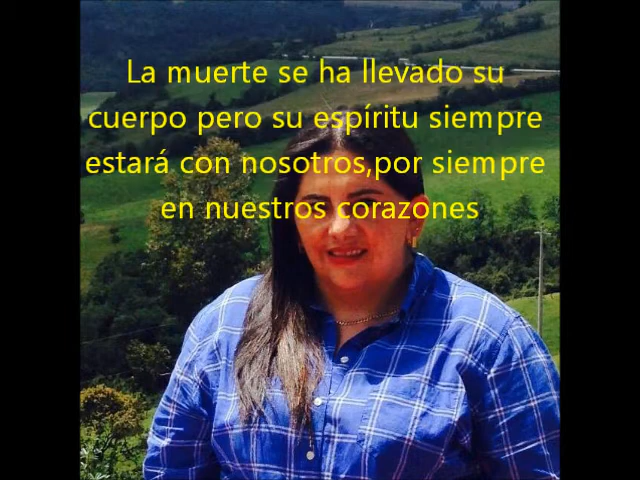 La muerte se ha llevado su
cuerpo pero su espíritu siempre
estará con nosotros,por siempre
en nuestros corazones